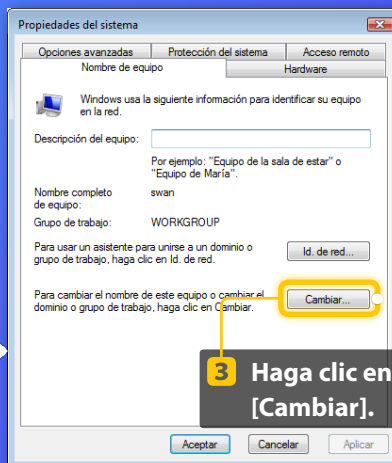 Propiedades del sistema
Opciones avanzadas
Protección del sistema
Acceso remoto
Nombre de equipo
Hardware
Windows usa la siguiente información para identificar su equipo
en la red.
Descripción del equipo:
Por ejemplo: "Equipo de la sala de estar" o
"Equipo de María".
Nombre completo
de equipo:
swan
Grupo de trabajo:
WORKGROUP
Para usar un asistente para unirse a un dominio o
grupo de trabajo, haga clic en Id. de red.
Id. de red...
Para cambiar el nombre de este equipo o cambiar el
dominio o grupo de trabajo, haga clic en Cambiar.
Cambiar...
3 Haga clic en
[Cambiar].
Aceptar
Cancelar
Aplicar